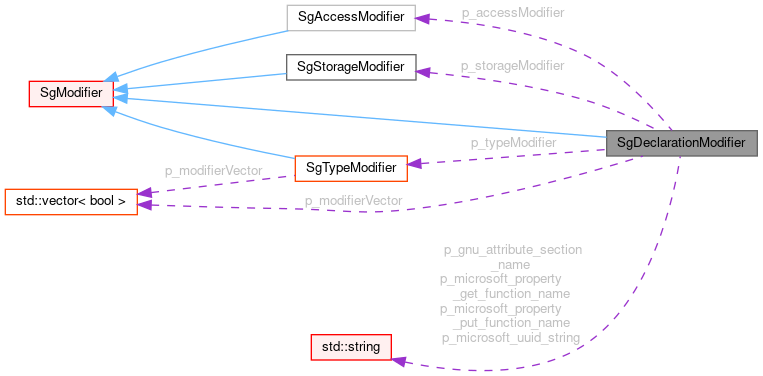 SgAccessModifier
p_accessModifier
SgStorageModifier
p_storageModifier
SgModifier
SgDeclarationModifier
p_typeModifier
SgTypeModifier
p_modifierVector
std::vector< bool >
p_modifierVector
p_gnu_attribute_section
_name
p_microsoft_property
_get_function_name
p_microsoft_property
_put_function_name
p_microsoft_uuid_string
std::string